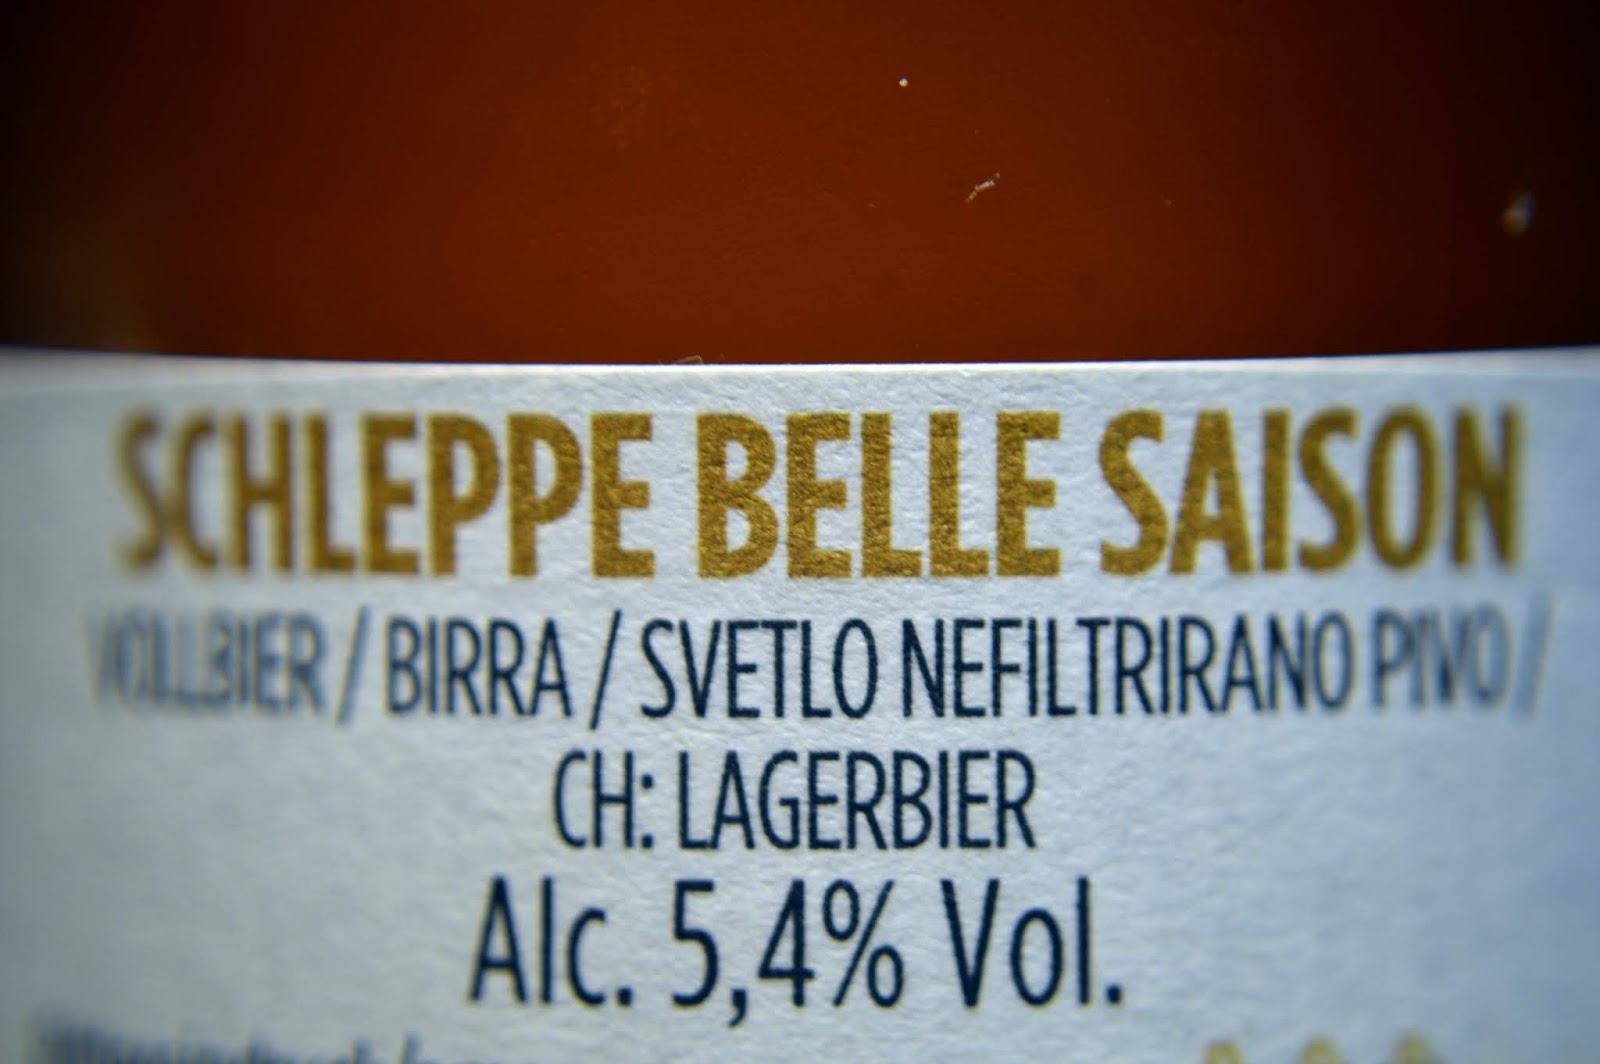 SCHLEPPE BELLE SAISON
VOLLBIER / BIRRA / SVETLO NEFILTRIRANO PIVO /
CH: LAGERBIER
Alc. 5,4% Vol.